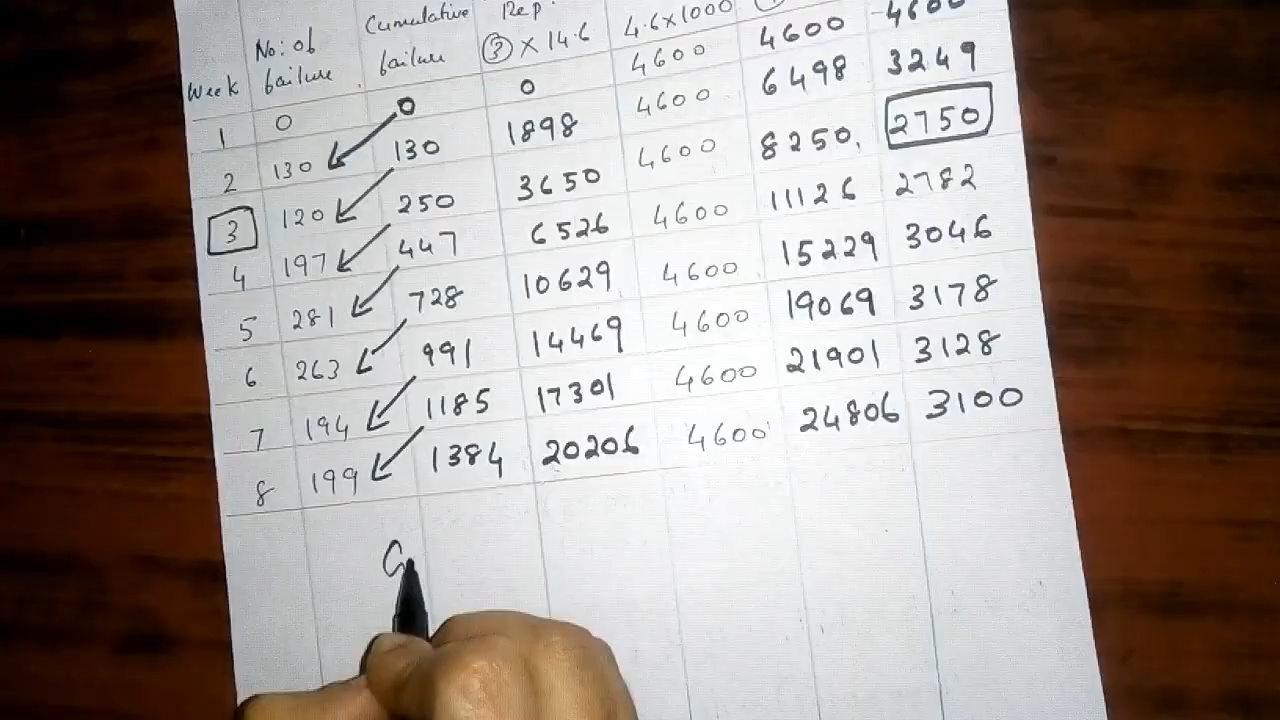 Week No: of failure Cumulative failure Rep ③ × 14.6 4.6×1000
1 0 0 0 4600 4600 4600
2 130 130 1898 4600 6498 3249
3 120 250 3650 4600 8250. 2750
4 197 447 6526 4600 11126 2782
5 281 728 10629 4600 15229 3046
6 263 991 14469 4600 19069 3178
7 194 1185 17301 4600 21901 3128
8 199 1384 20206 4600 24806 3100